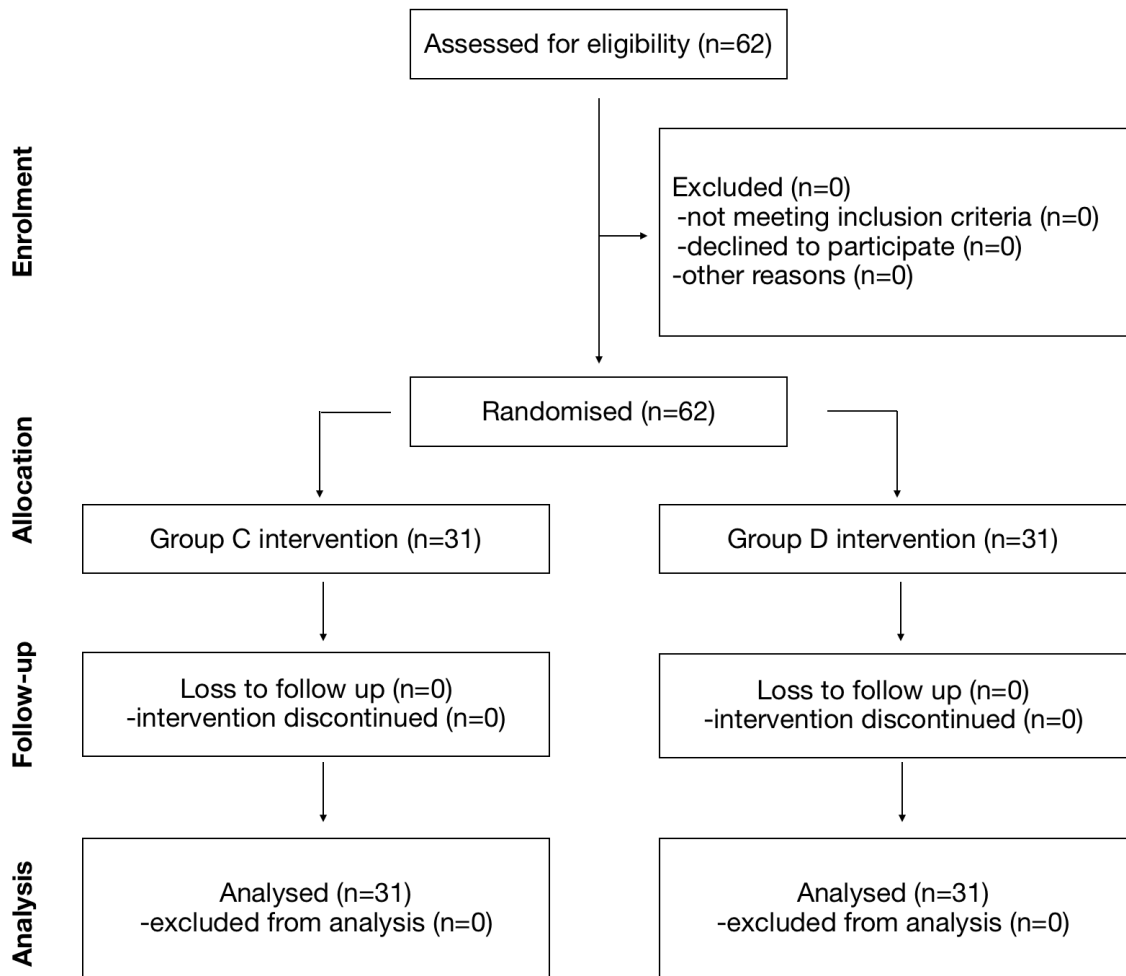 Assessed for eligibility (n=62)
Enrolment
Excluded (n=0)
-not meeting inclusion criteria (n=0)
-declined to participate (n=0)
-other reasons (n=0)
Randomised (n=62)
Allocation
Group C intervention (n=31)
Group D intervention (n=31)
Follow-up
Loss to follow up (n=0)
-intervention discontinued (n=0)
Loss to follow up (n=0)
-intervention discontinued (n=0)
Analysis
Analysed (n=31)
-excluded from analysis (n=0)
Analysed (n=31)
-excluded from analysis (n=0)